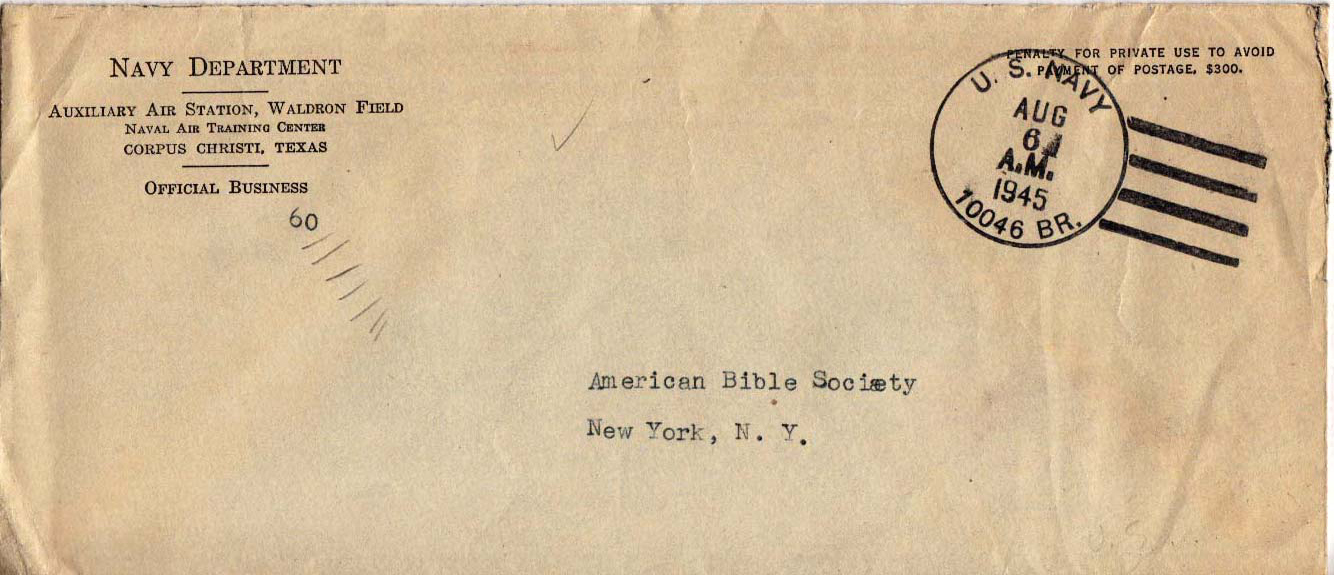 NAVY DEPARTMENT
AUXILIARY AIR STATION, WALDRON FIELD
NAVAL AIR TRAINING CENTER
CORPUS CHRISTI, TEXAS
OFFICIAL BUSINESS
60
PENALTY FOR PRIVATE USE TO AVOID
PAYMENT OF POSTAGE, $300.
U. S. NAVY
AUG
6
A.M.
1945
10046 BR.
American Bible Society
New York, N. Y.